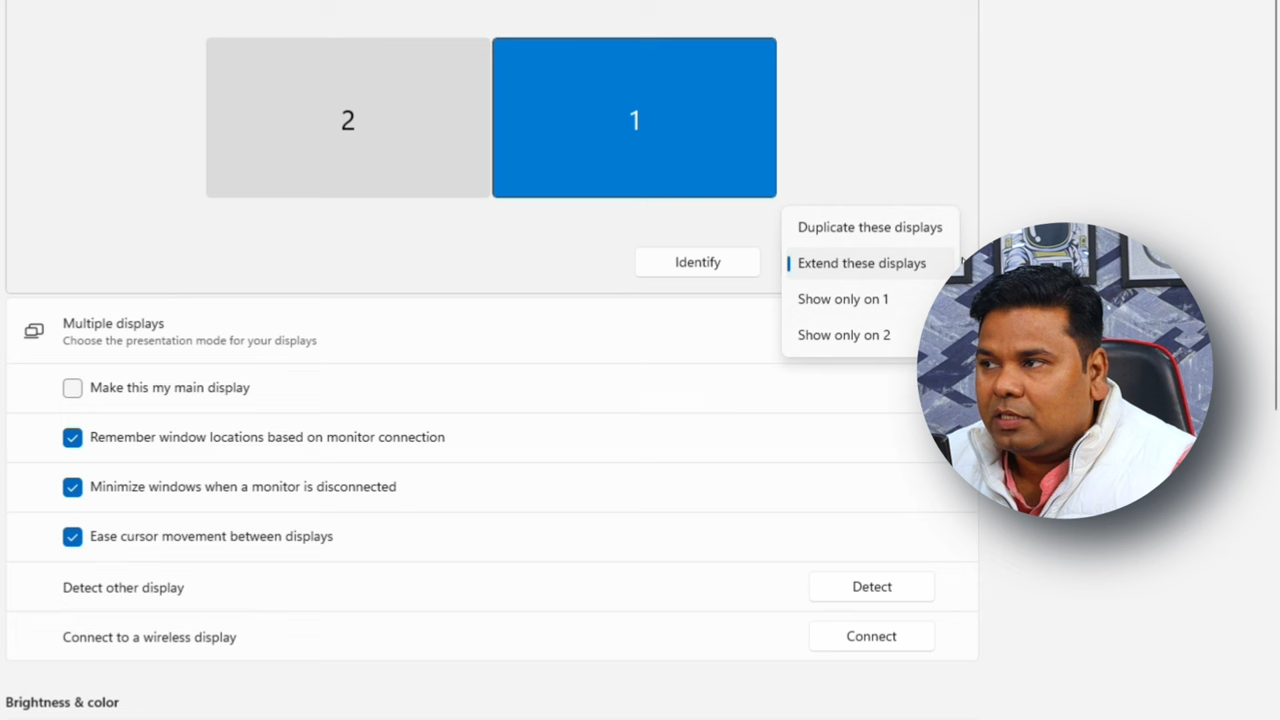 2
1
Duplicate these displays
Identify
Extend these displays
Show only on 1
Multiple displays
Choose the presentation mode for your displays
Show only on 2
Make this my main display
Remember window locations based on monitor connection
Minimize windows when a monitor is disconnected
Ease cursor movement between displays
Detect other display
Detect
Connect to a wireless display
Connect
Brightness & color